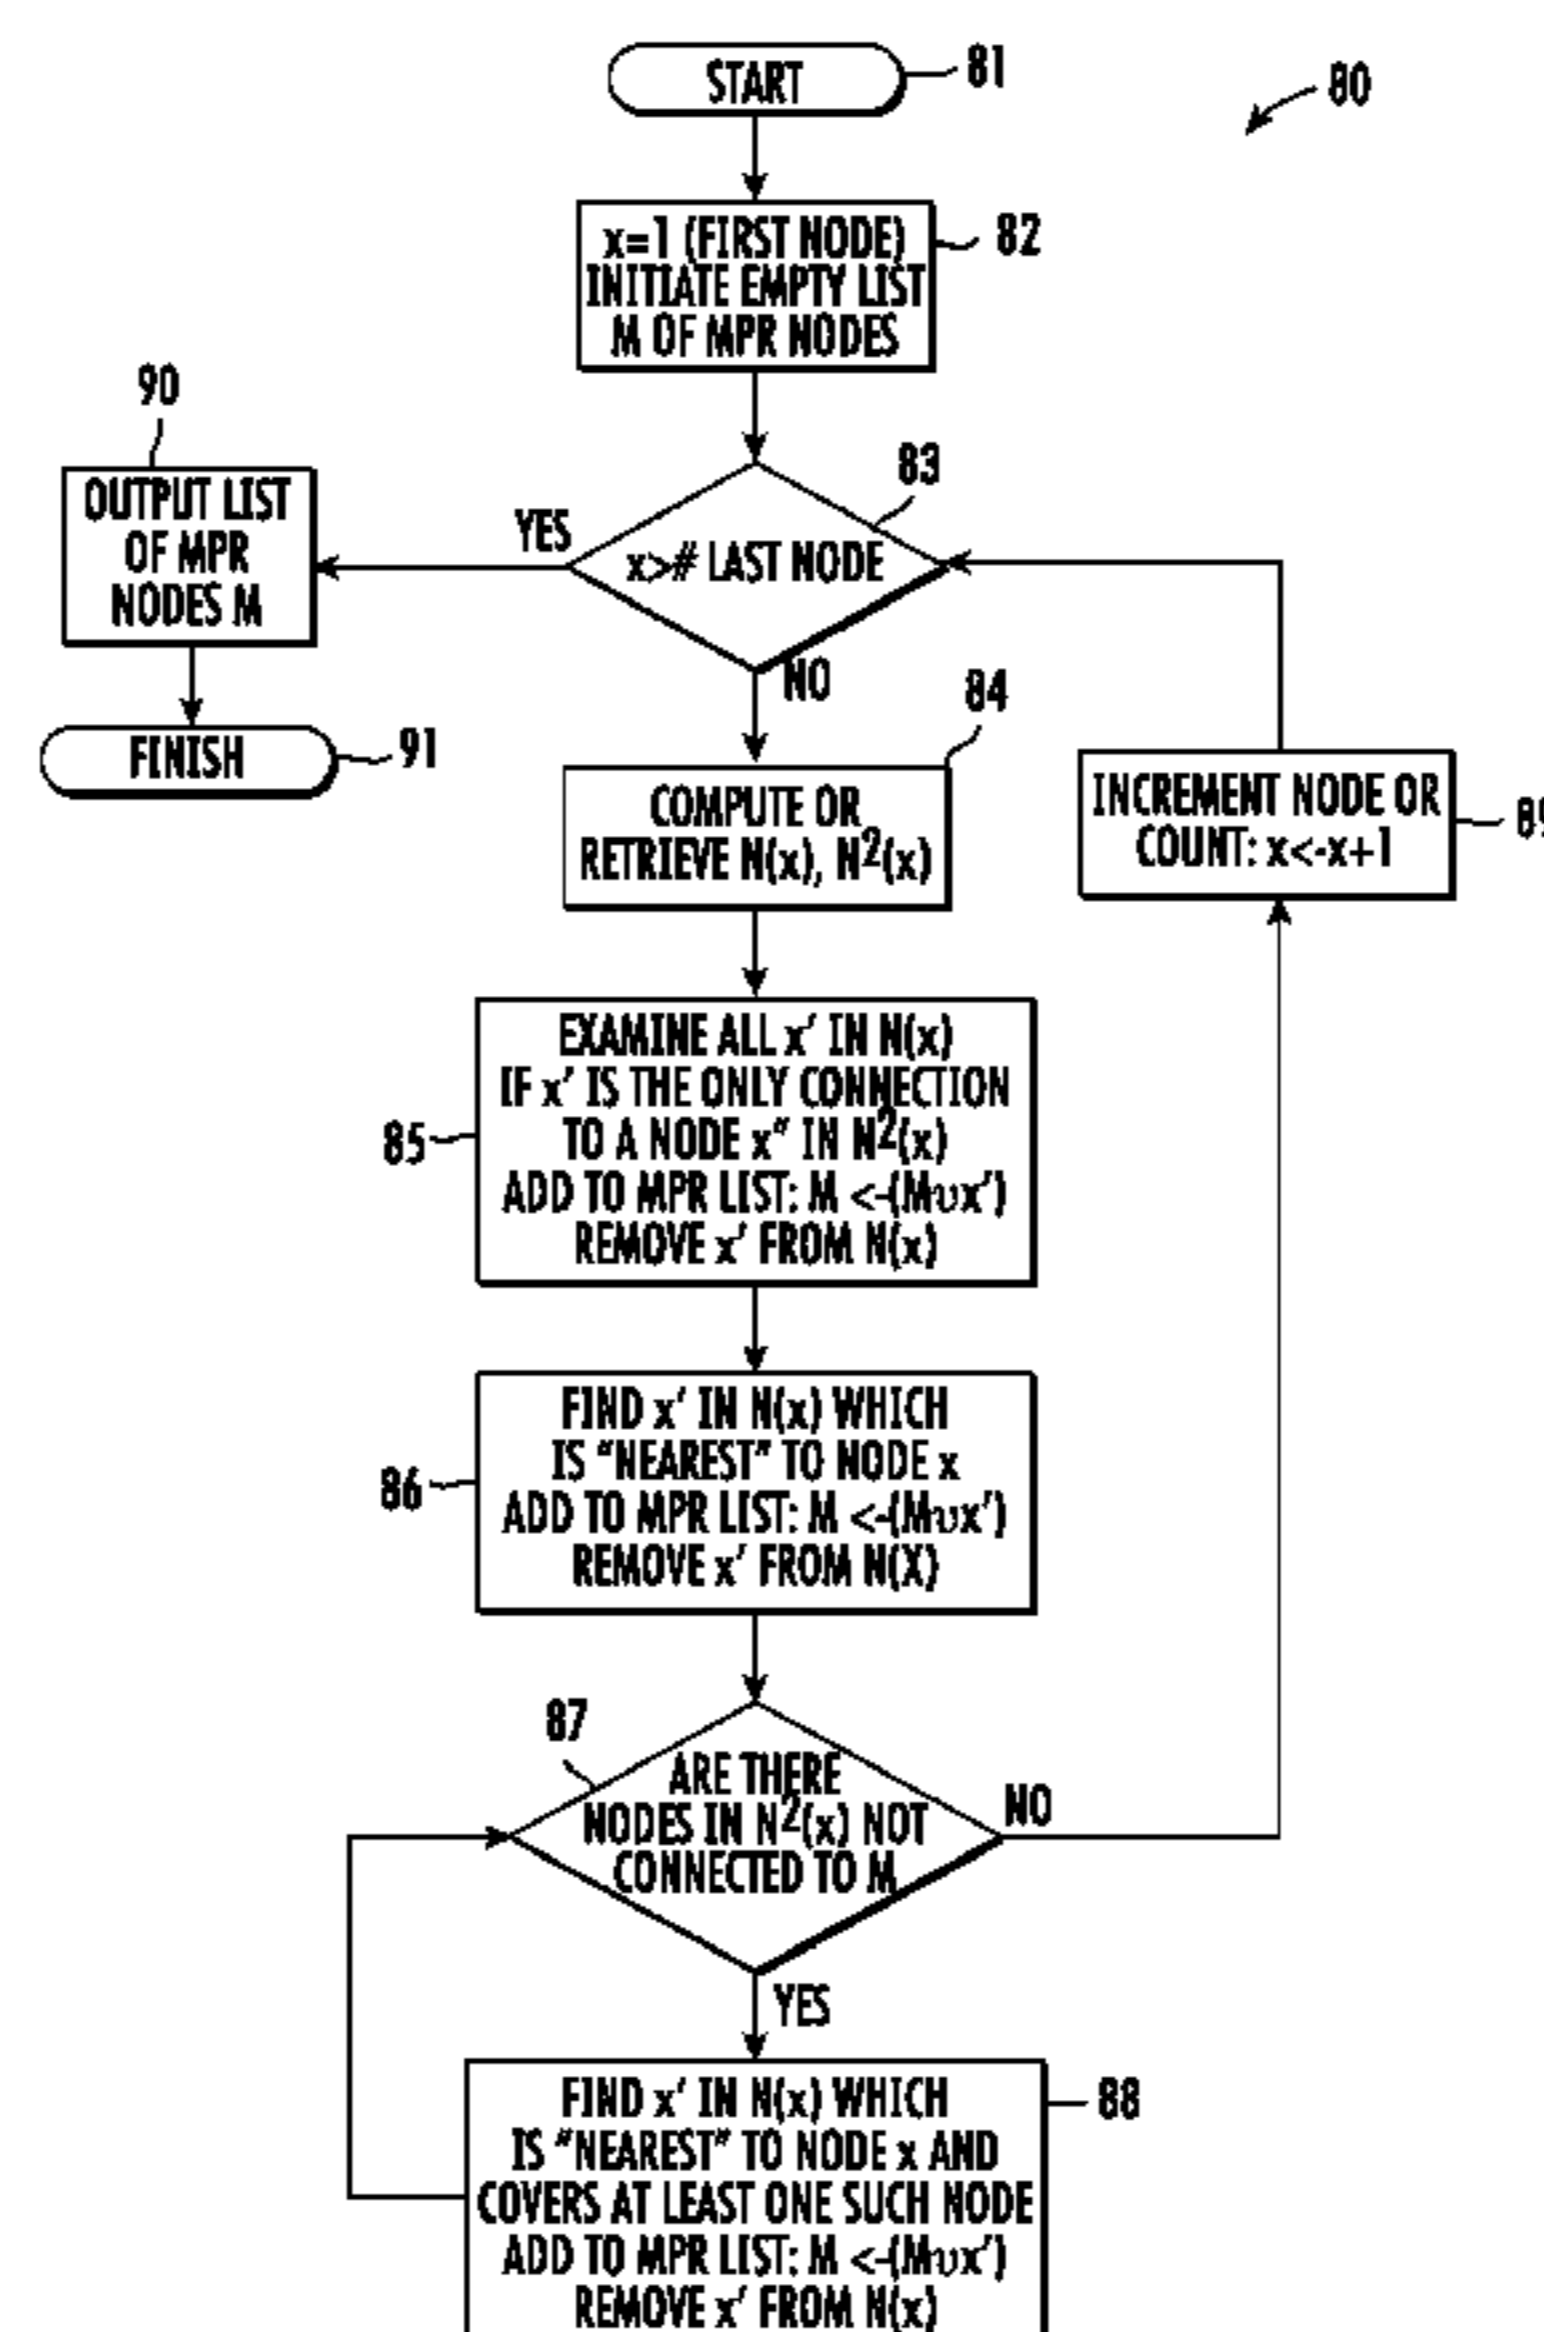 START
81
80
x=1 (FIRST NODE)
INITIATE EMPTY LIST
M OF MPR NODES
82
90
OUTPUT LIST
OF MPR
NODES M
YES
x># LAST NODE
83
NO
FINISH
91
84
COMPUTE OR
RETRIEVE N(x), N²(x)
INCREMENT NODE OR
COUNT: x<-x+1
89
EXAMINE ALL x' IN N(x)
IF x' IS THE ONLY CONNECTION
TO A NODE x" IN N²(x)
ADD TO MPR LIST: M <-(M∪x')
REMOVE x' FROM N(x)
85
FIND x' IN N(x) WHICH
IS "NEAREST" TO NODE x
ADD TO MPR LIST: M <-(M∪x')
REMOVE x' FROM N(X)
86
87
ARE THERE
NODES IN N²(x) NOT
CONNECTED TO M
NO
YES
FIND x' IN N(x) WHICH
IS "NEAREST" TO NODE x AND
COVERS AT LEAST ONE SUCH NODE
ADD TO MPR LIST: M <-(M∪x')
REMOVE x' FROM N(x)
88